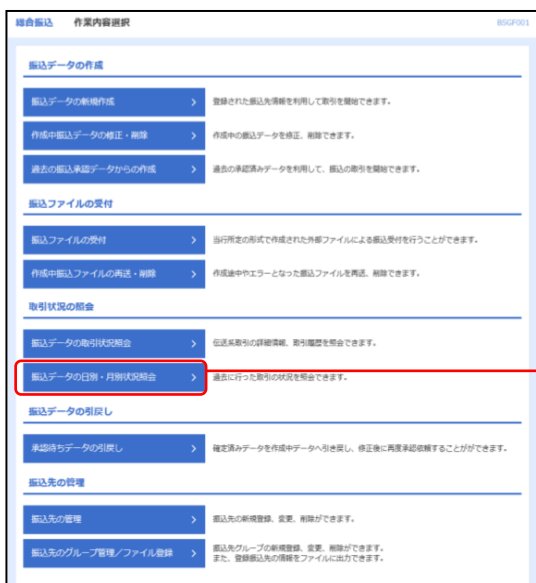 総合振込 作業内容選択 BSGF001
振込データの作成
振込データの新規作成 > 登録された振込先情報を利用して取引を開始できます。
作成中振込データの修正・削除 > 作成中の振込データを修正、削除できます。
過去の振込承認データからの作成 > 過去の承認済みデータを利用して、振込の取引を開始できます。
振込ファイルの受付
振込ファイルの受付 > 当行所定の形式で作成された外部ファイルによる振込受付を行うことができます。
作成中振込ファイルの再送・削除 > 作成途中やエラーとなった振込ファイルを再送、削除できます。
取引状況の照会
振込データの取引状況照会 > 伝送系取引の詳細情報、取引履歴を照会できます。
振込データの日別・月別状況照会 > 過去に行った取引の状況を照会できます。
振込データの引戻し
承認待ちデータの引戻し > 確定済みデータを作成中データへ引き戻し、修正後に再度承認依頼することができます。
振込先の管理
振込先の管理 > 振込先の新規登録、変更、削除ができます。
振込先のグループ管理/ファイル登録 > 振込先グループの新規登録、変更、削除ができます。
また、登録振込先の情報をファイルに出力できます。